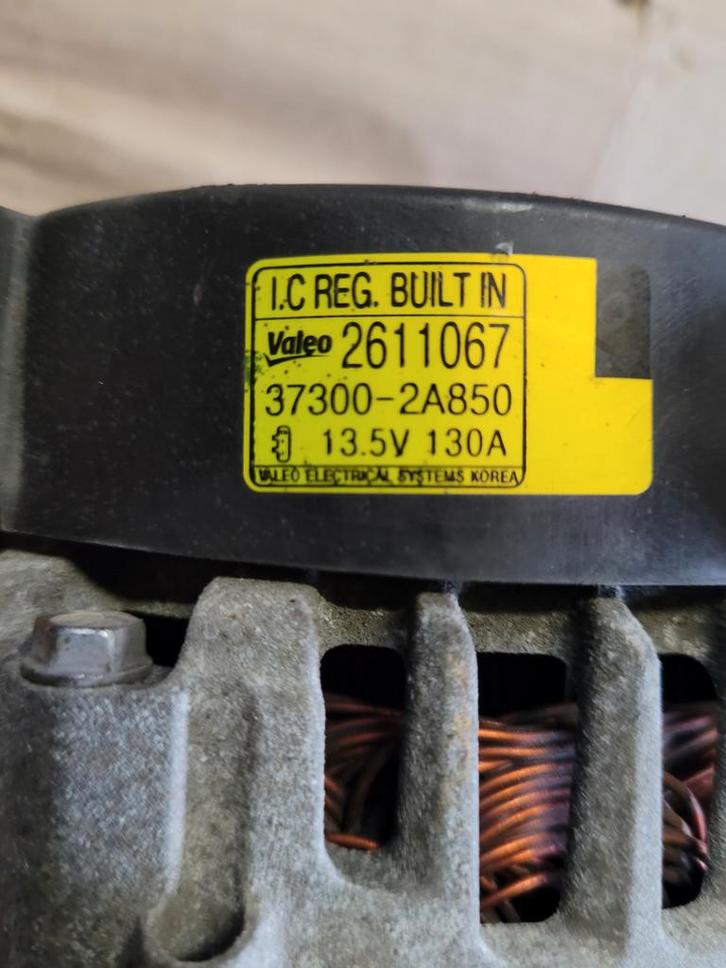 I.C REG. BUILT IN
Valeo 2611067
37300-2A850
13.5V 130A
VALEO ELECTRICAL SYSTEMS KOREA